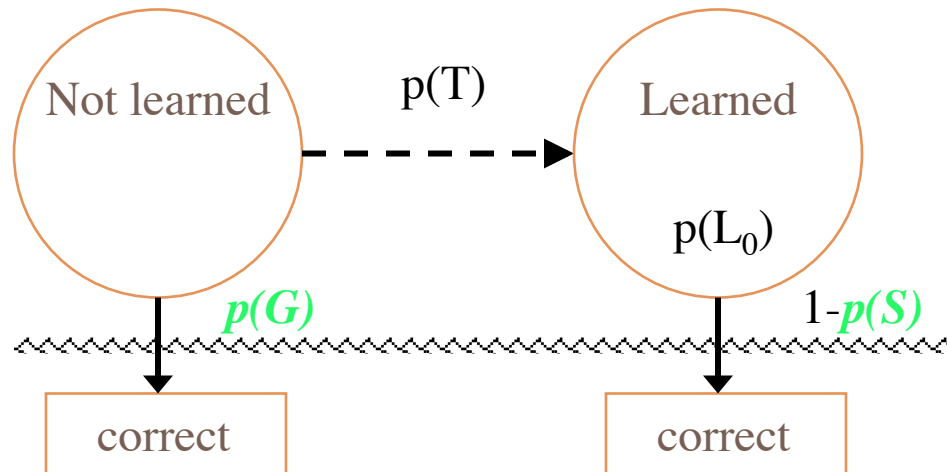 Not learned
p(T)
Learned
p(L₀)
p(G)
1-p(S)
correct
correct